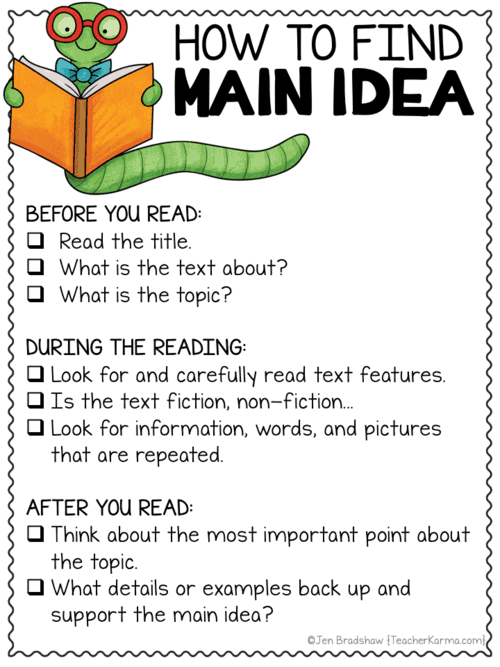 HOW TO FIND
MAIN IDEA
BEFORE YOU READ:
Read the title.
What is the text about?
What is the topic?
DURING THE READING:
Look for and carefully read text features.
Is the text fiction, non-fiction...
Look for information, words, and pictures
that are repeated.
AFTER YOU READ:
Think about the most important point about
the topic.
What details or examples back up and
support the main idea?
©Jen Bradshaw {TeacherKarma.com}